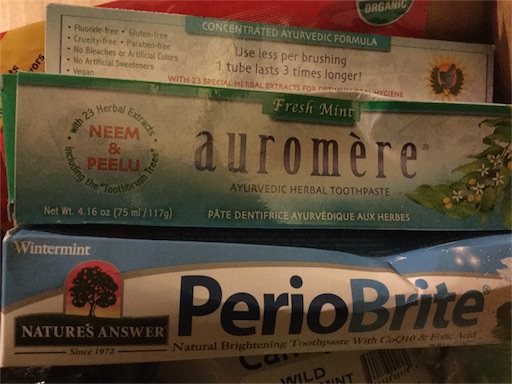 ORGANIC
CONCENTRATED AYURVEDIC FORMULA
• Fluoride-free • Gluten-free
• Cruelty-free • Paraben-free
• No Bleaches or Artificial Colors
• No Artificial Sweeteners
• Vegan
Use less per brushing
1 tube lasts 3 times longer!
WITH 23 SPECIAL HERBAL EXTRACTS FOR OPTIMUM ORAL HYGIENE
Fresh Mint
• with 23 Herbal Extracts •
NEEM
&
PEELU
including the "Toothbrush Trees"
auromère®
AYURVEDIC HERBAL TOOTHPASTE
Net Wt. 4.16 oz (75 ml / 117g)
PÂTE DENTIFRICE AYURVÉDIQUE AUX HERBES
Wintermint
PerioBrite®
NATURE'S ANSWER
Since 1972
Natural Brightening Toothpaste With CoQ10 & Folic Acid
WILD
MINT